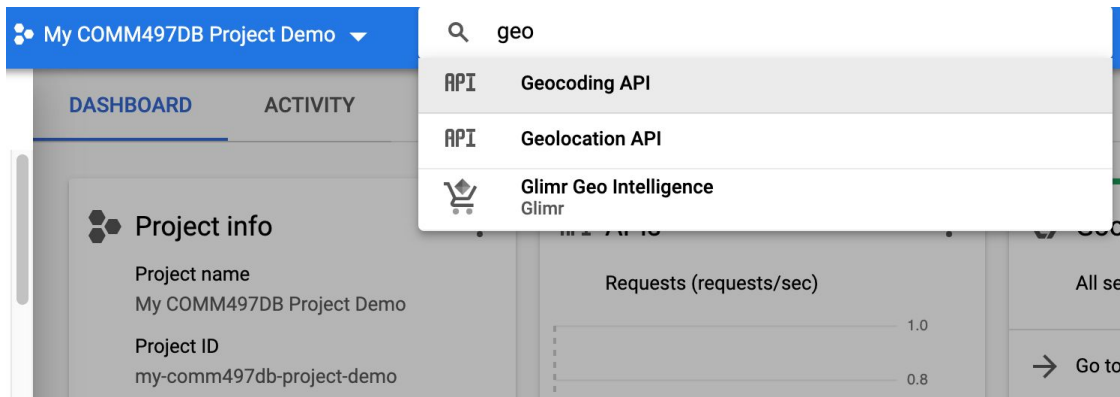 My COMM497DB Project Demo
geo
API Geocoding API
API Geolocation API
Glimr Geo Intelligence
Glimr
DASHBOARD ACTIVITY
Project info
Project name
My COMM497DB Project Demo
Project ID
my-comm497db-project-demo
Requests (requests/sec)
1.0
0.8
All se
Go to